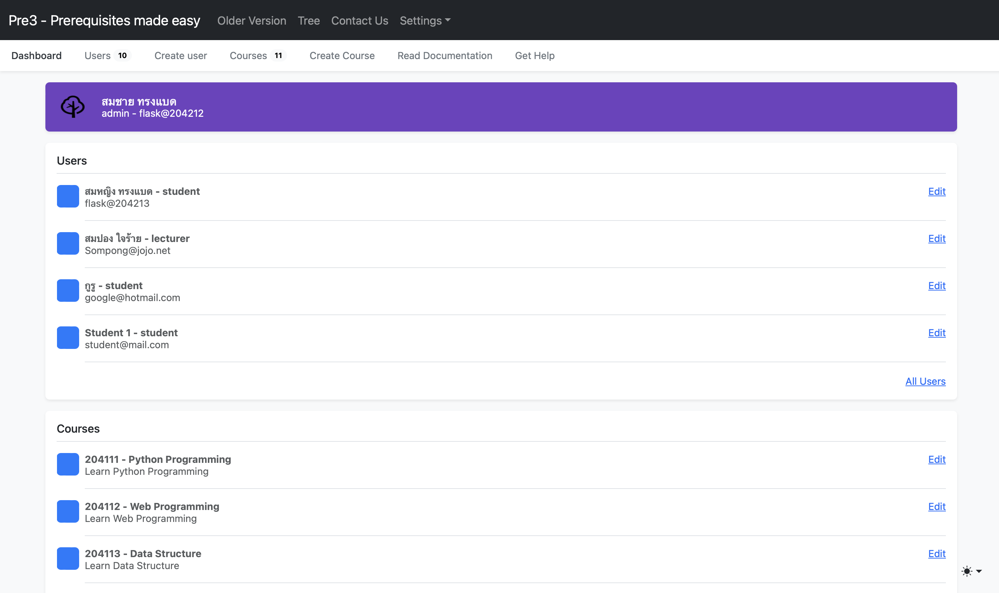 Pre3 - Prerequisites made easy Older Version Tree Contact Us Settings
Dashboard Users 10 Create user Courses 11 Create Course Read Documentation Get Help
สมชาย ทรงแบด
admin - flask@204212
Users
สมหญิง ทรงแบด - student Edit
flask@204213
สมปอง ใจร้าย - lecturer Edit
Sompong@jojo.net
กูรู - student Edit
google@hotmail.com
Student 1 - student Edit
student@mail.com
All Users
Courses
204111 - Python Programming Edit
Learn Python Programming
204112 - Web Programming Edit
Learn Web Programming
204113 - Data Structure Edit
Learn Data Structure